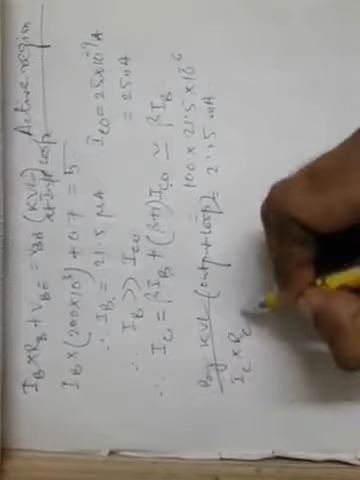 Active region
I_B × R_B + V_BE = V_BB (KVL at i/p loop)
I_B × (200×10³) + 0.7 = 5
∴ I_B = 21.5 μA
I_CO = 25×10⁻⁹ A
= 25 nA
∴ I_B >> I_CO
∴ I_C = βI_B + (β+1)I_CO ≃ βI_B
100 × 21.5 × 10⁻⁶
= 2.15 mA
By KVL (output loop)
I_C × R_C